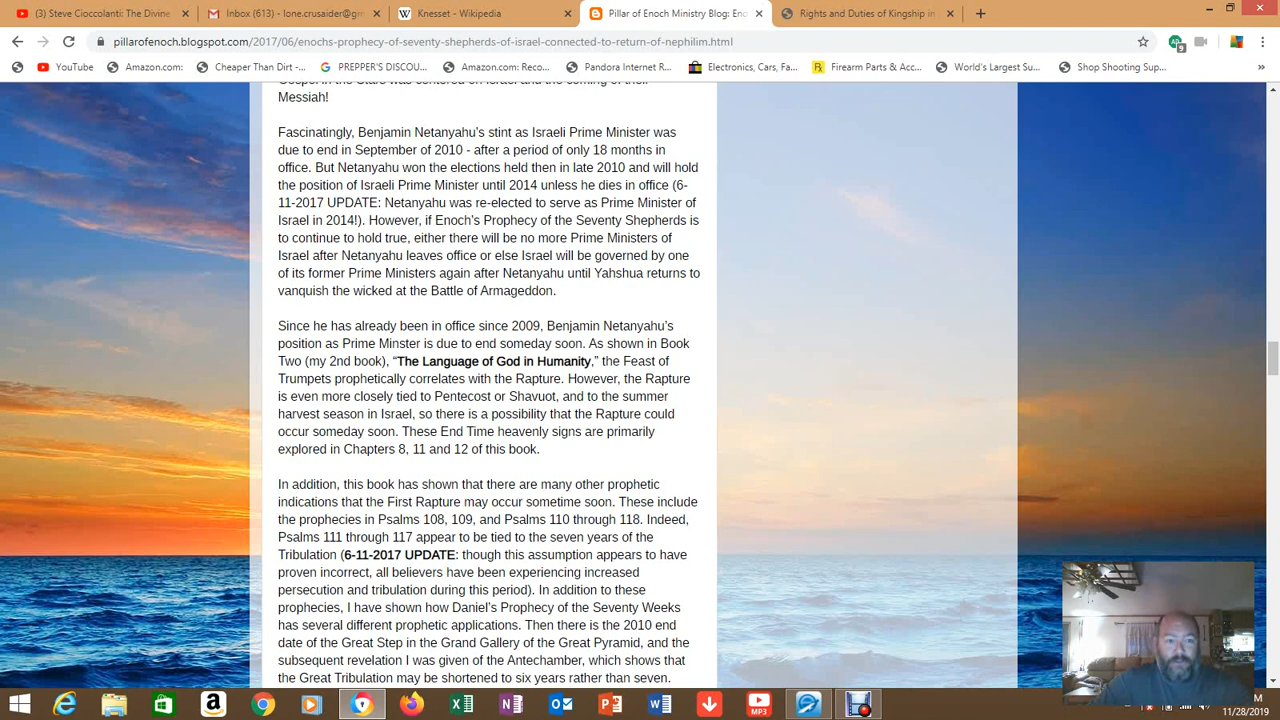 (3) Steve Cioccolanti: The Divine
Inbox (613) - lone.crusaider@gm
Knesset - Wikipedia
Pillar of Enoch Ministry Blog: Eno
Rights and Duties of Kingship in
pillarofenoch.blogspot.com/2017/06/enochs-prophecy-of-seventy-shepherds-of-israel-connected-to-return-of-nephilim.html
9
YouTube
Amazon.com:
Cheaper Than Dirt -...
PREPPER'S DISCOU...
Amazon.com: Reco...
Pandora Internet R...
Electronics, Cars, Fa...
Firearm Parts & Acc...
World's Largest Su...
Shop Shooting Sup...
»
Gospel in the Stars was centered on Israel and the coming of their
Messiah!
Fascinatingly, Benjamin Netanyahu's stint as Israeli Prime Minister was
due to end in September of 2010 - after a period of only 18 months in
office. But Netanyahu won the elections held then in late 2010 and will hold
the position of Israeli Prime Minister until 2014 unless he dies in office (6-
11-2017 UPDATE: Netanyahu was re-elected to serve as Prime Minister of
Israel in 2014!). However, if Enoch's Prophecy of the Seventy Shepherds is
to continue to hold true, either there will be no more Prime Ministers of
Israel after Netanyahu leaves office or else Israel will be governed by one
of its former Prime Ministers again after Netanyahu until Yahshua returns to
vanquish the wicked at the Battle of Armageddon.
Since he has already been in office since 2009, Benjamin Netanyahu's
position as Prime Minster is due to end someday soon. As shown in Book
Two (my 2nd book), “The Language of God in Humanity,” the Feast of
Trumpets prophetically correlates with the Rapture. However, the Rapture
is even more closely tied to Pentecost or Shavuot, and to the summer
harvest season in Israel, so there is a possibility that the Rapture could
occur someday soon. These End Time heavenly signs are primarily
explored in Chapters 8, 11 and 12 of this book.
In addition, this book has shown that there are many other prophetic
indications that the First Rapture may occur sometime soon. These include
the prophecies in Psalms 108, 109, and Psalms 110 through 118. Indeed,
Psalms 111 through 117 appear to be tied to the seven years of the
Tribulation (6-11-2017 UPDATE: though this assumption appears to have
proven incorrect, all believers have been experiencing increased
persecution and tribulation during this period). In addition to these
prophecies, I have shown how Daniel's Prophecy of the Seventy Weeks
has several different prophetic applications. Then there is the 2010 end
date of the Great Step in the Grand Gallery of the Great Pyramid, and the
subsequent revelation I was given of the Antechamber, which shows that
the Great Tribulation may be shortened to six years rather than seven.
MP3
11/28/2019